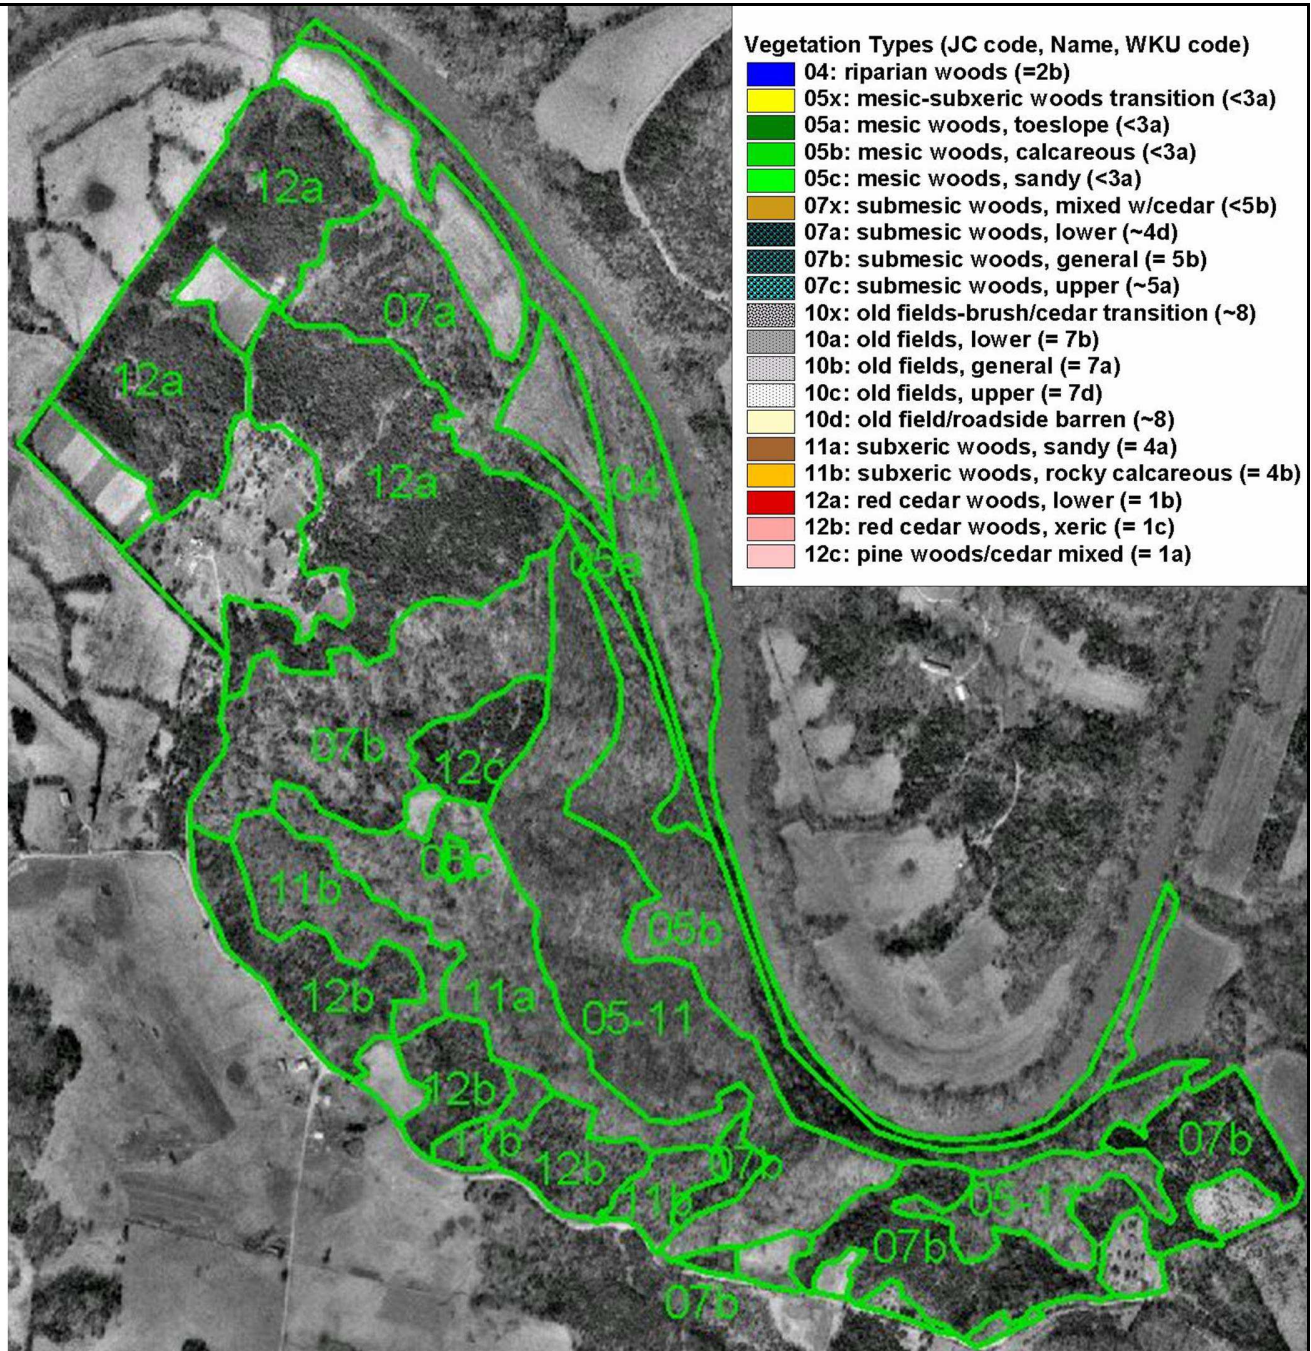 Vegetation Types (JC code, Name, WKU code)
04: riparian woods (=2b)
05x: mesic-subxeric woods transition (<3a)
05a: mesic woods, toeslope (<3a)
05b: mesic woods, calcareous (<3a)
05c: mesic woods, sandy (<3a)
07x: submesic woods, mixed w/cedar (<5b)
07a: submesic woods, lower (~4d)
07b: submesic woods, general (= 5b)
07c: submesic woods, upper (~5a)
10x: old fields-brush/cedar transition (~8)
10a: old fields, lower (= 7b)
10b: old fields, general (= 7a)
10c: old fields, upper (= 7d)
10d: old field/roadside barren (~8)
11a: subxeric woods, sandy (= 4a)
11b: subxeric woods, rocky calcareous (= 4b)
12a: red cedar woods, lower (= 1b)
12b: red cedar woods, xeric (= 1c)
12c: pine woods/cedar mixed (= 1a)
12a
07a
12a
12a
04
05a
07b
12c
11b
05b
12b
11a
05-11
12b
11b
12b
07b
11b
07b
05-11
07b
07b